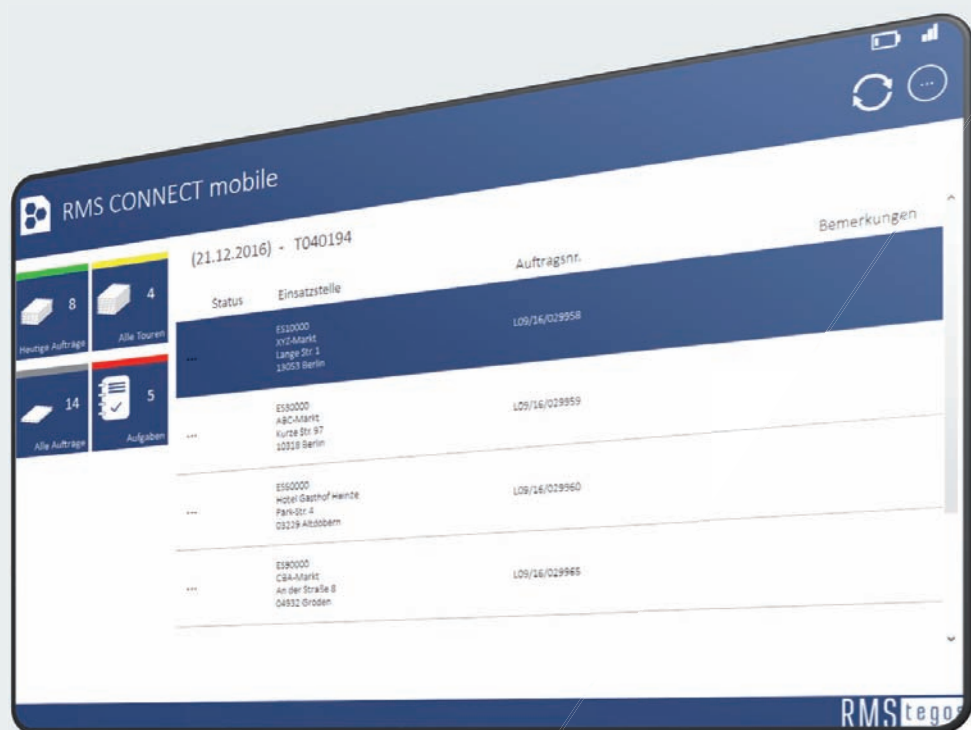 RMS CONNECT mobile
8
Heutige Aufträge
4
Alle Touren
14
Alle Aufträge
5
Aufgaben
(21.12.2016) - T040194
Status Einsatzstelle Auftragsnr. Bemerkungen
... ES10000
XYZ-Markt
Lange Str. 1
13053 Berlin
L09/16/029958
... ES30000
ABC-Markt
Kurze Str. 97
10318 Berlin
L09/16/029959
...
Hotel Gasthof Heinze
Park-Str. 4
03229 Altdöbern
L09/16/029960
... ES90000
CBA-Markt
An der Straße 8
04932 Gröden
L09/16/029965
RMS tegos